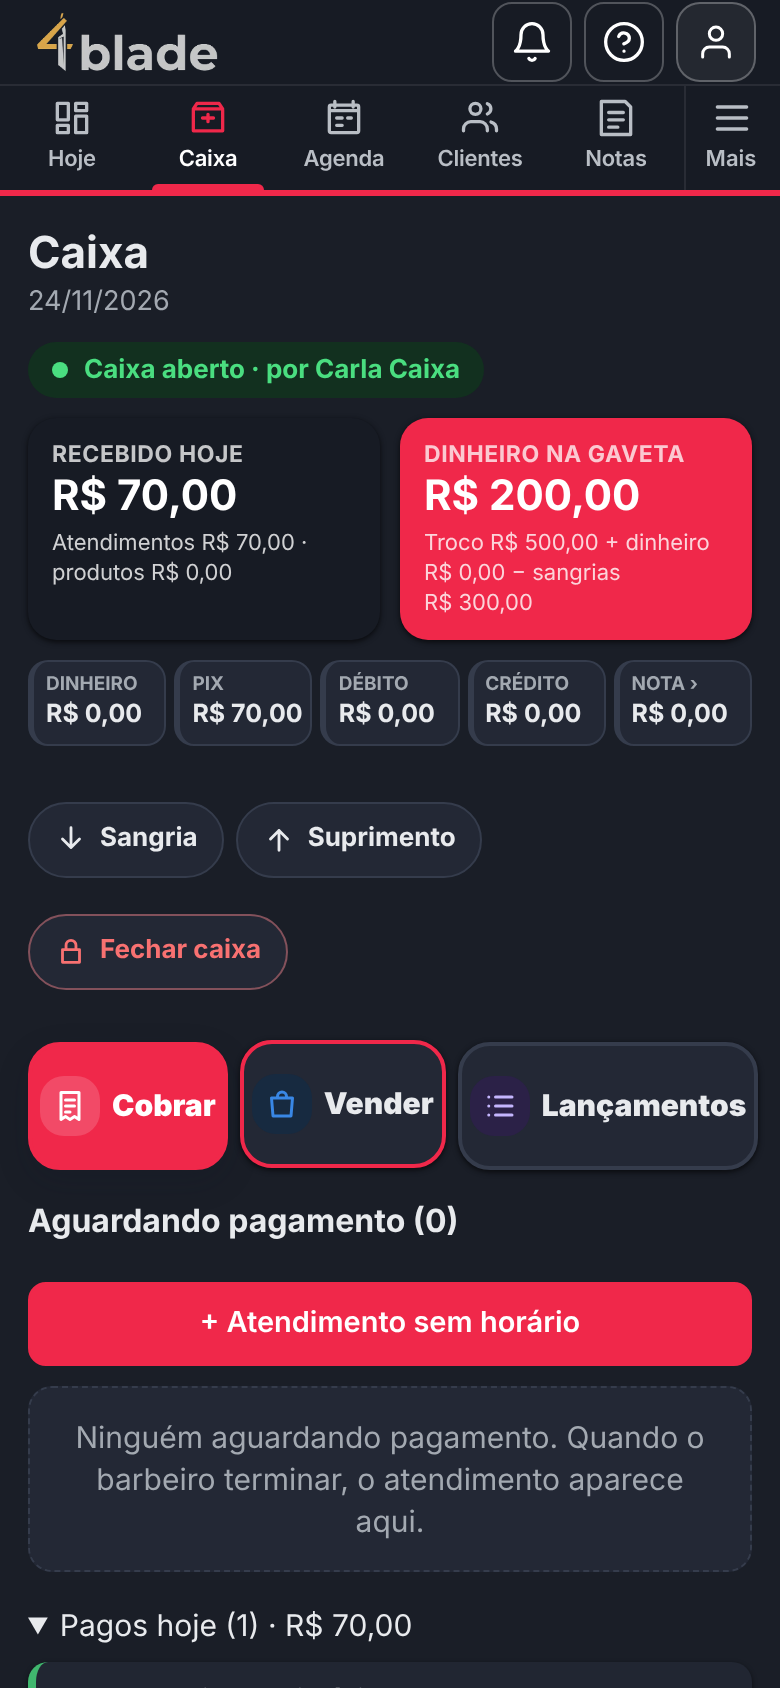 4blade
Hoje
Caixa
Agenda
Clientes
Notas
Mais
Caixa
24/11/2026
Caixa aberto · por Carla Caixa
RECEBIDO HOJE
R$ 70,00
Atendimentos R$ 70,00 ·
produtos R$ 0,00
DINHEIRO NA GAVETA
R$ 200,00
Troco R$ 500,00 + dinheiro
R$ 0,00 − sangrias
R$ 300,00
DINHEIRO
R$ 0,00
PIX
R$ 70,00
DÉBITO
R$ 0,00
CRÉDITO
R$ 0,00
NOTA ›
R$ 0,00
↓ Sangria
↑ Suprimento
Fechar caixa
Cobrar
Vender
Lançamentos
Aguardando pagamento (0)
+ Atendimento sem horário
Ninguém aguardando pagamento. Quando o
barbeiro terminar, o atendimento aparece
aqui.
▼ Pagos hoje (1) · R$ 70,00